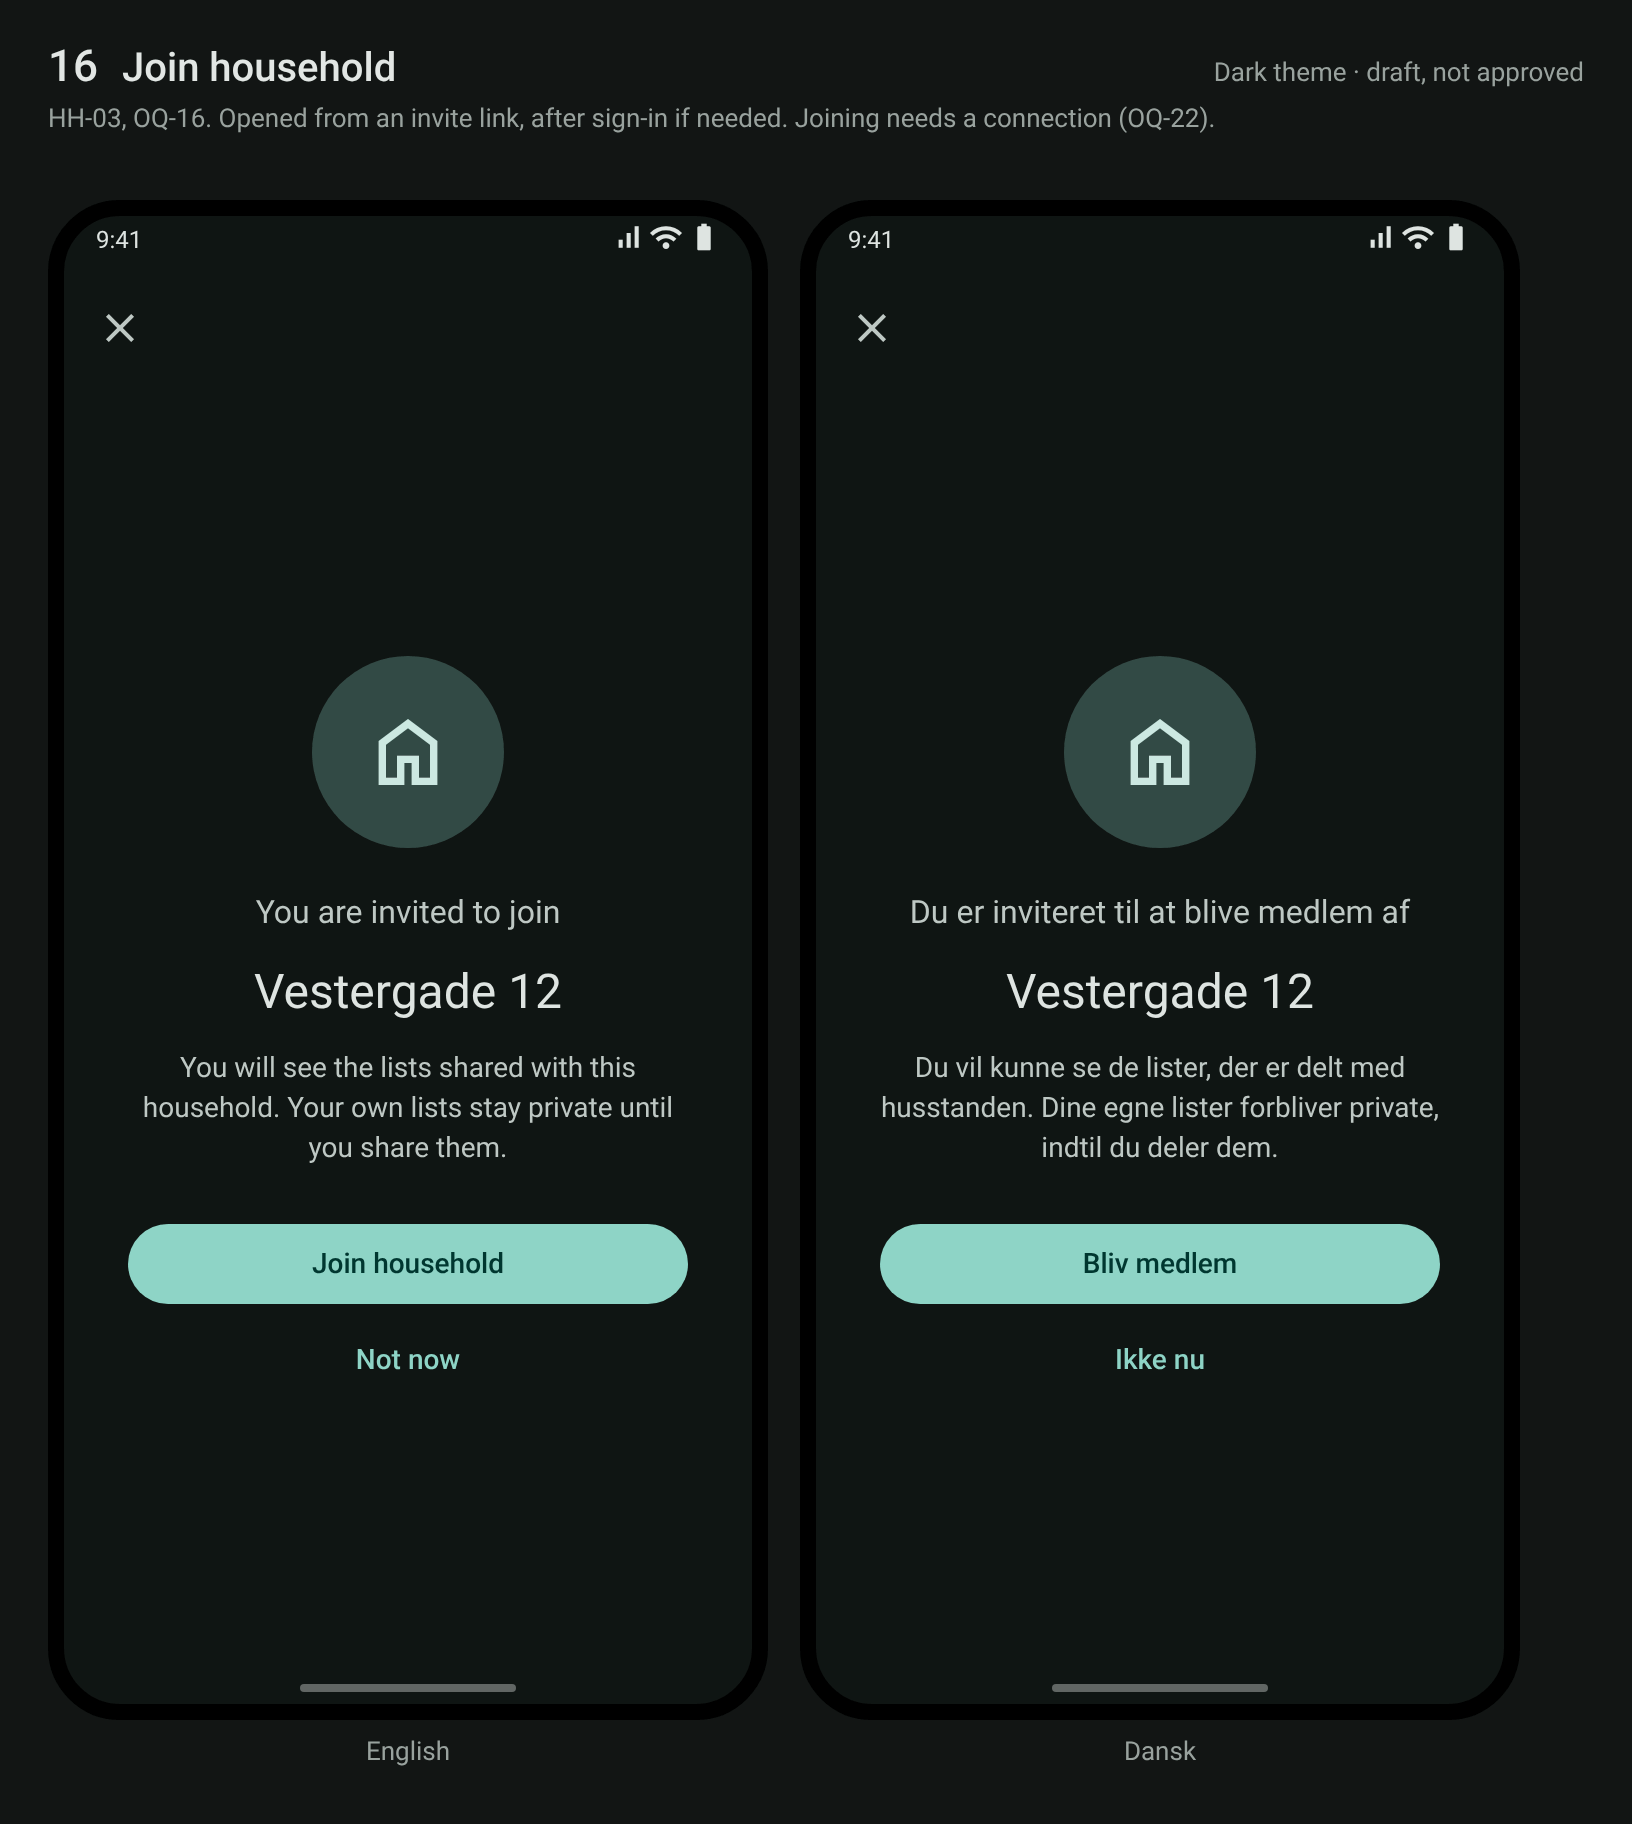 16 Join household
Dark theme · draft, not approved
HH-03, OQ-16. Opened from an invite link, after sign-in if needed. Joining needs a connection (OQ-22).
9:41
You are invited to join
Vestergade 12
You will see the lists shared with this
household. Your own lists stay private until
you share them.
Join household
Not now
English
9:41
Du er inviteret til at blive medlem af
Vestergade 12
Du vil kunne se de lister, der er delt med
husstanden. Dine egne lister forbliver private,
indtil du deler dem.
Bliv medlem
Ikke nu
Dansk